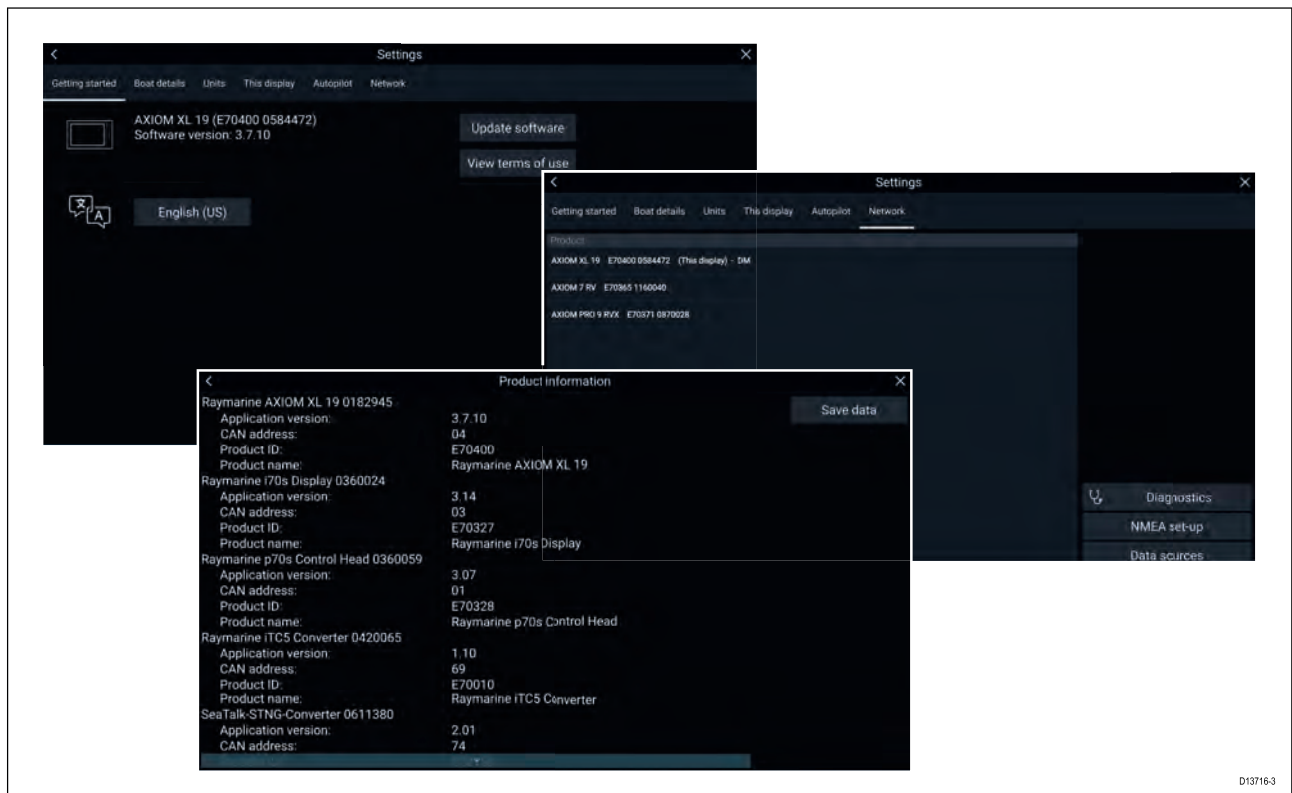 Settings
Getting started Boat details Units This display Autopilot Network
AXIOM XL 19 (E70400 0584472)
Software version: 3.7.10
Update software
View terms of use
English (US)
Settings
Getting started Boat details Units This display Autopilot Network
Product
AXIOM XL 19 E70400 0584472 (This display) - DM
AXIOM 7 RV E70365 1160040
AXIOM PRO 9 RVX E70371 0870028
Diagnostics
NMEA set-up
Data sources
Product information
Save data
Raymarine AXIOM XL 19 0182945
Application version: 3.7.10
CAN address: 04
Product ID: E70400
Product name: Raymarine AXIOM XL 19
Raymarine i70s Display 0360024
Application version: 3.14
CAN address: 03
Product ID: E70327
Product name: Raymarine i70s Display
Raymarine p70s Control Head 0360059
Application version: 3.07
CAN address: 01
Product ID: E70328
Product name: Raymarine p70s Control Head
Raymarine iTC5 Converter 0420065
Application version: 1.10
CAN address: 69
Product ID: E70010
Product name: Raymarine iTC5 Converter
SeaTalk-STNG-Converter 0611380
Application version: 2.01
CAN address: 74
D13716-3